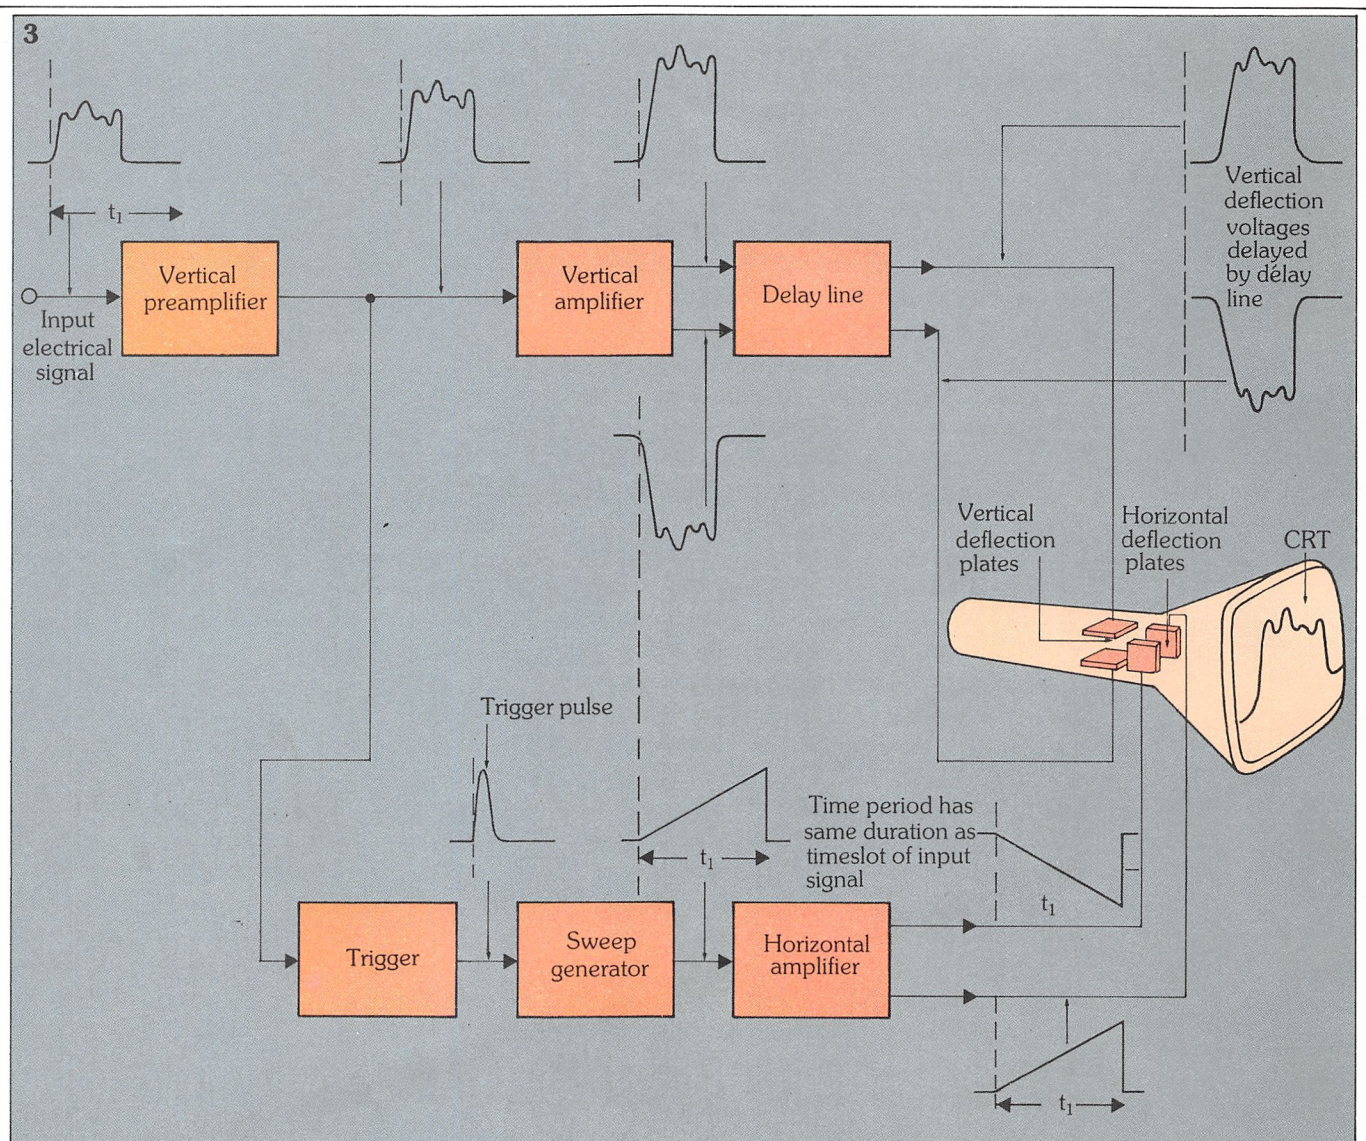 3
t₁
Input
electrical
signal
Vertical
preamplifier
Vertical
amplifier
Delay line
Vertical
deflection
voltages
delayed
by delay
line
Vertical
deflection
plates
Horizontal
deflection
plates
CRT
Trigger pulse
t₁
Time period has
same duration as
timeslot of input
signal
t₁
Trigger
Sweep
generator
Horizontal
amplifier
t₁